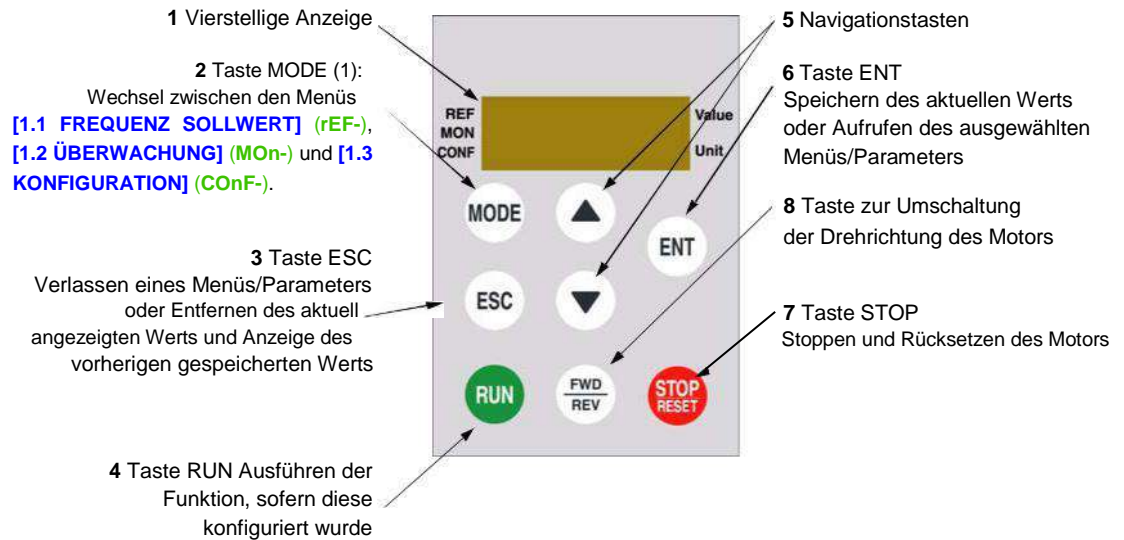 1 Vierstellige Anzeige
2 Taste MODE (1):
Wechsel zwischen den Menüs
[1.1 FREQUENZ SOLLWERT] (rEF-),
[1.2 ÜBERWACHUNG] (MOn-) und [1.3
KONFIGURATION] (COnF-).
3 Taste ESC
Verlassen eines Menüs/Parameters
oder Entfernen des aktuell
angezeigten Werts und Anzeige des
vorherigen gespeicherten Werts
4 Taste RUN Ausführen der
Funktion, sofern diese
konfiguriert wurde
REF
MON
CONF
Value
Unit
MODE
ENT
ESC
RUN
FWD
REV
STOP
RESET
5 Navigationstasten
6 Taste ENT
Speichern des aktuellen Werts
oder Aufrufen des ausgewählten
Menüs/Parameters
8 Taste zur Umschaltung
der Drehrichtung des Motors
7 Taste STOP
Stoppen und Rücksetzen des Motors